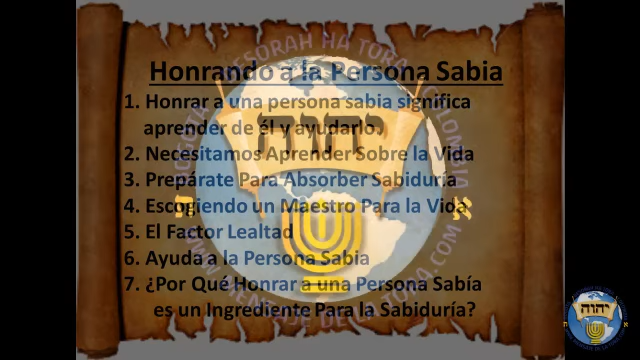 Honrando a la Persona Sabia
1. Honrar a una persona sabia significa
aprender de él y ayudarlo.
2. Necesitamos Aprender Sobre la Vida
3. Prepárate Para Absorber Sabiduría
4. Escogiendo un Maestro Para la Vida
5. El Factor Lealtad
6. Ayuda a la Persona Sabia
7. ¿Por Qué Honrar a una Persona Sabía
es un Ingrediente Para la Sabiduría?
יהוה
א
יהוה